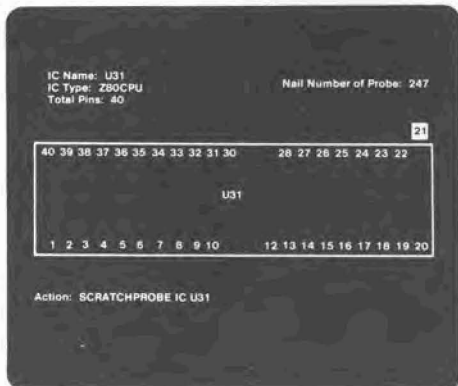 IC Name: U31
IC Type: Z80CPU
Total Pins: 40
Nail Number of Probe: 247
21
40 39 38 37 36 35 34 33 32 31 30 28 27 26 25 24 23 22
U31
1 2 3 4 5 6 7 8 9 10 12 13 14 15 16 17 18 19 20
Action: SCRATCHPROBE IC U31